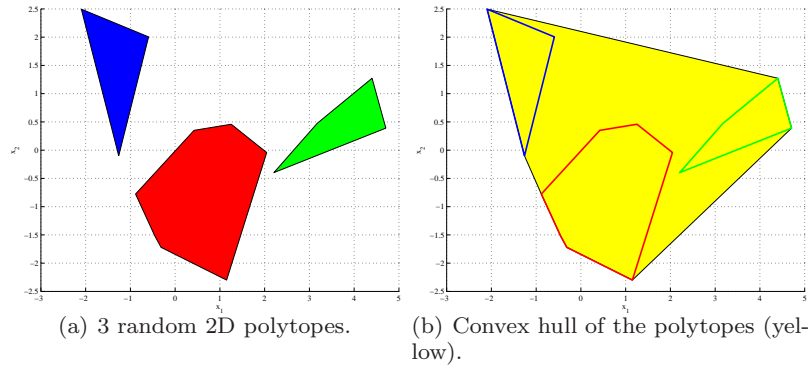 2.5
2
1.5
1
0.5
0
−0.5
−1
−1.5
−2
−2.5
−3 −2 −1 0 1 2 3 4 5
x2
x1
(a) 3 random 2D polytopes.
2.5
2
1.5
1
0.5
0
−0.5
−1
−1.5
−2
−2.5
−3 −2 −1 0 1 2 3 4 5
x2
x1
(b) Convex hull of the polytopes (yel-
low).